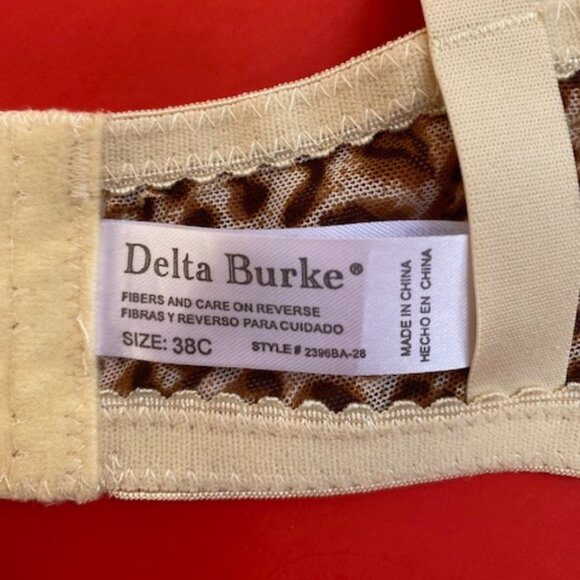 Delta Burke®
FIBERS AND CARE ON REVERSE
FIBRAS Y REVERSO PARA CUIDADO
SIZE: 38C STYLE# 2396BA-28
MADE IN CHINA
HECHO EN CHINA